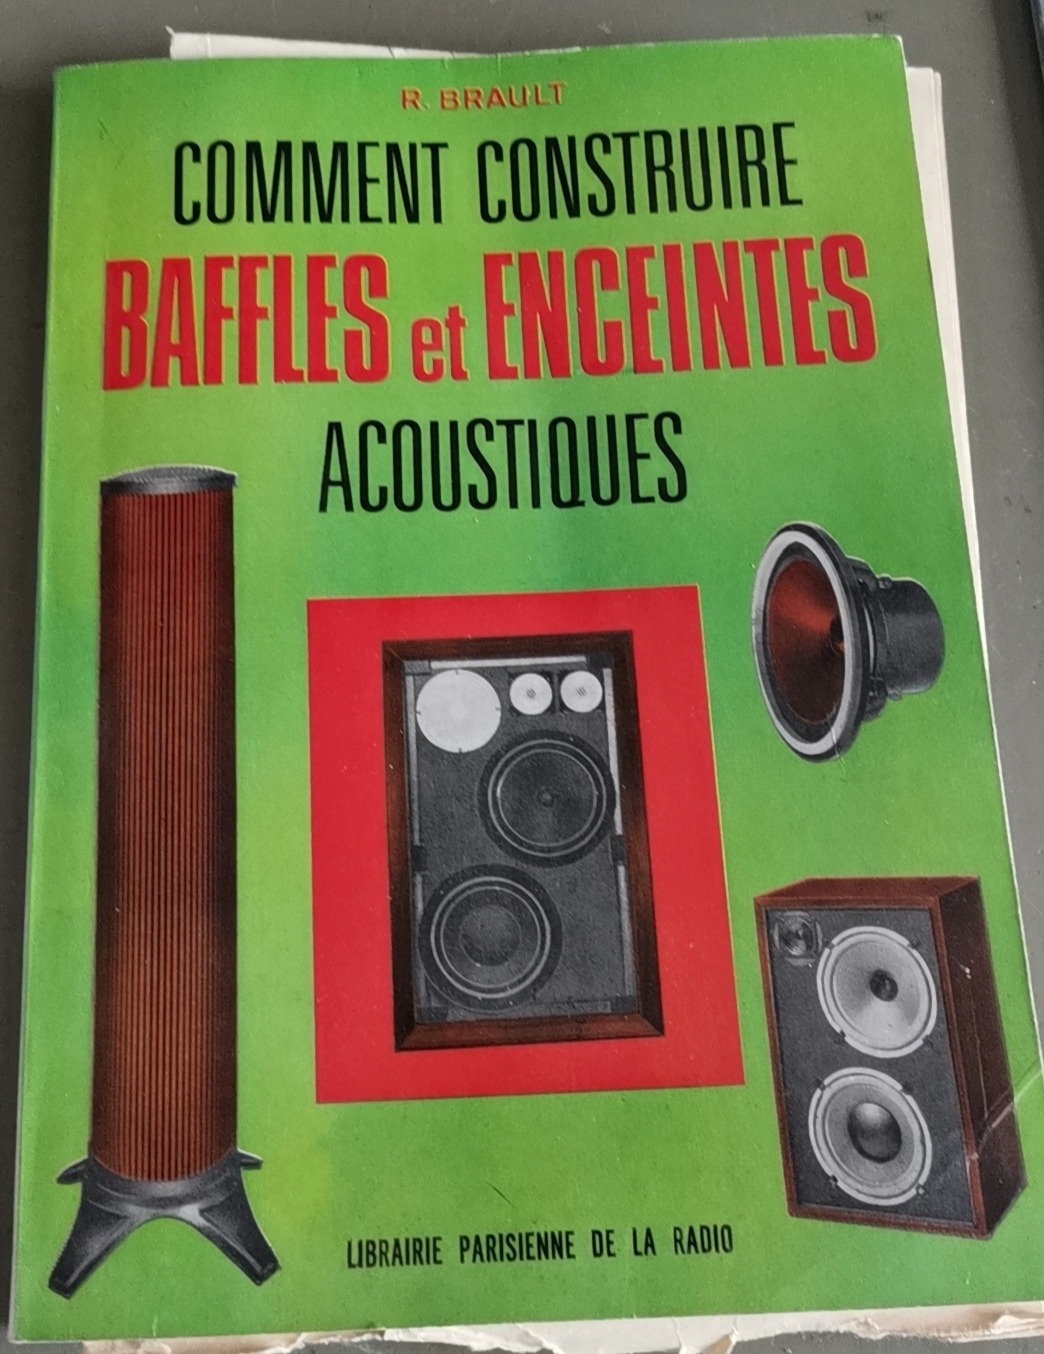 R. BRAULT
COMMENT CONSTRUIRE
BAFFLES et ENCEINTES
ACOUSTIQUES
LIBRAIRIE PARISIENNE DE LA RADIO